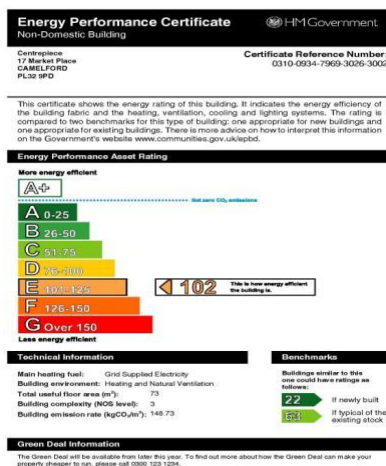 Energy Performance Certificate
HM Government
Non-Domestic Building
Centrepiece
17 Market Place
CAMELFORD
PL32 9PD
Certificate Reference Number:
0310-0934-7969-3026-3002
This certificate shows the energy rating of this building. It indicates the energy efficiency of
the building fabric and the heating, ventilation, cooling and lighting systems. The rating is
compared to two benchmarks for this type of building: one appropriate for new buildings and
one appropriate for existing buildings. There is more advice on how to interpret this information
on the Government's website www.communities.gov.uk/epbd.
Energy Performance Asset Rating
More energy efficient
A+
Net zero CO₂ emissions
A 0-25
B 26-50
C 51-75
D 76-100
E 101-125
102
This is how energy efficient
the building is.
F 126-150
G Over 150
Less energy efficient
Technical Information
Main heating fuel: Grid Supplied Electricity
Building environment: Heating and Natural Ventilation
Total useful floor area (m²): 73
Building complexity (NOS level): 3
Building emission rate (kgCO₂/m²): 148.73
Benchmarks
Buildings similar to this
one could have ratings as
follows:
22 If newly built
63 If typical of the
existing stock
Green Deal Information
The Green Deal will be available from later this year. To find out more about how the Green Deal can make your
property cheaper to run, please call 0300 123 1234.